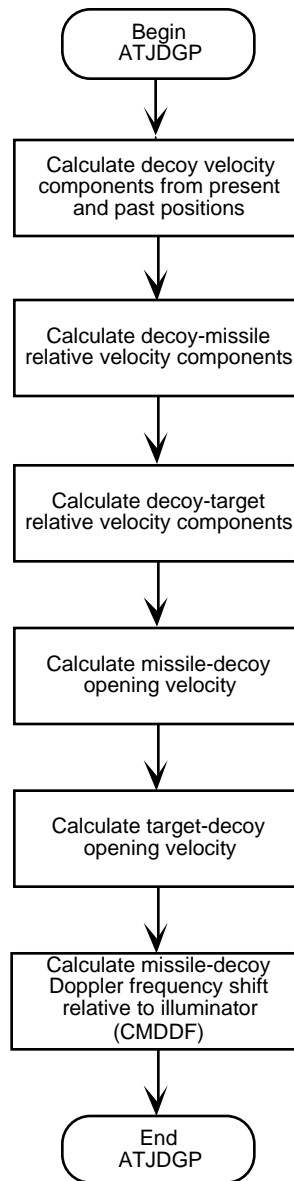 Begin
ATJDGP
Calculate decoy velocity
components from present
and past positions
Calculate decoy-missile
relative velocity components
Calculate decoy-target
relative velocity components
Calculate missile-decoy
opening velocity
Calculate target-decoy
opening velocity
Calculate missile-decoy
Doppler frequency shift
relative to illuminator
(CMDDF)
End
ATJDGP